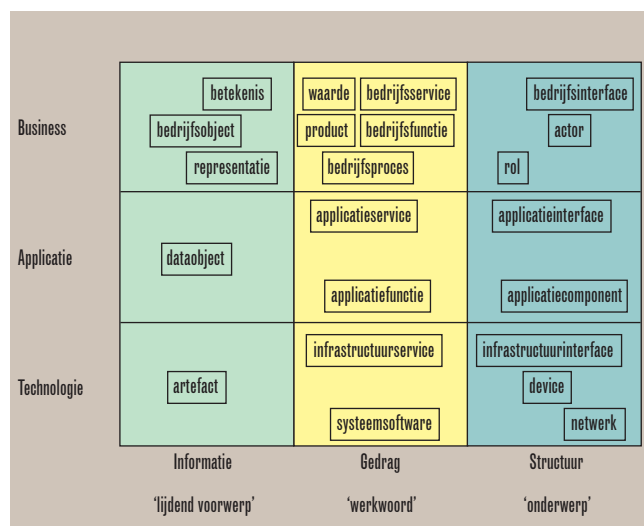 betekenis
waarde
bedrijfsservice
bedrijfsinterface
Business
bedrijfsobject
product
bedrijfsfunctie
actor
representatie
bedrijfsproces
rol
applicatieservice
applicatieinterface
Applicatie
dataobject
applicatiefunctie
applicatiecomponent
infrastructuurservice
infrastructuurinterface
Technologie
artefact
device
systeemsoftware
netwerk
Informatie
Gedrag
Structuur
'lijdend voorwerp'
'werkwoord'
'onderwerp'